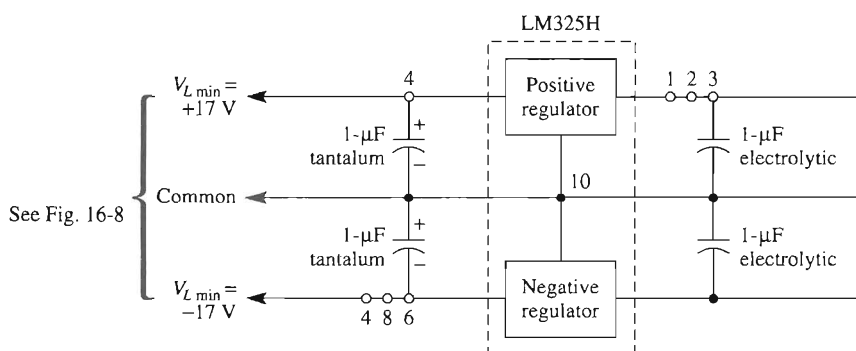 LM325H
V_L min =
+17 V
4
Positive
regulator
1 2 3
+
1-μF
tantalum
−
1-μF
electrolytic
See Fig. 16-8
Common
10
+
1-μF
tantalum
−
1-μF
electrolytic
V_L min =
−17 V
4 8 6
Negative
regulator